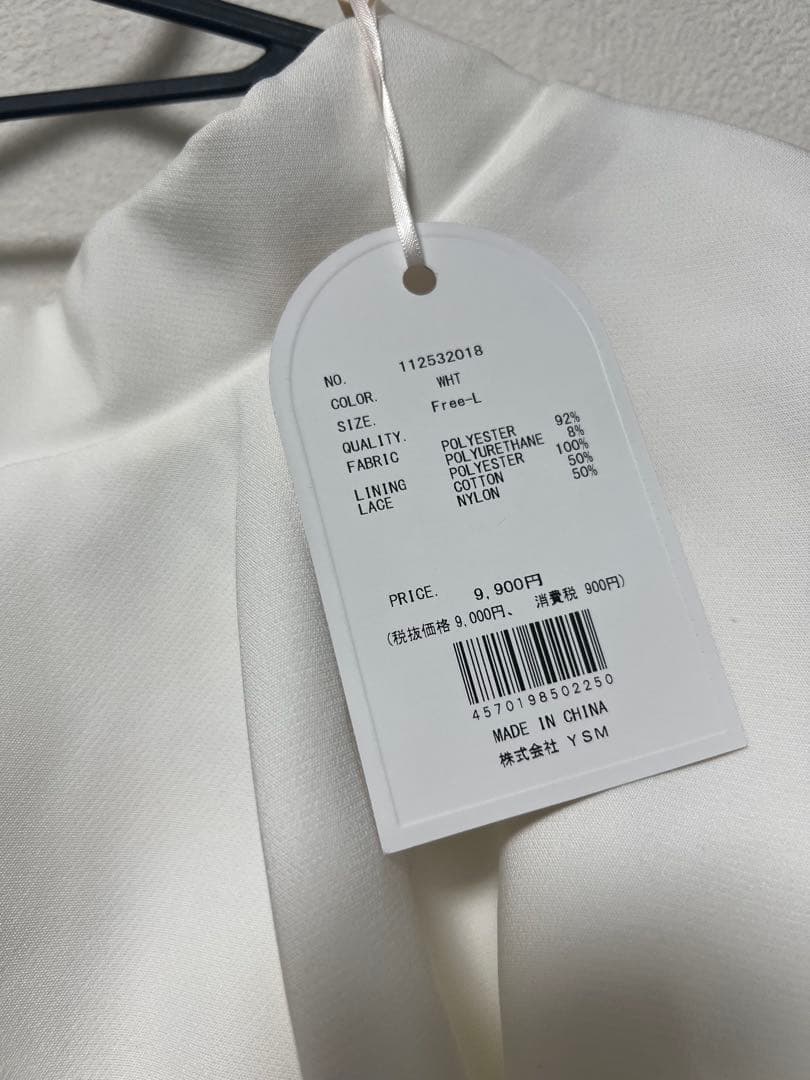 NO. 112532018
COLOR. WHT
SIZE. Free-L
QUALITY.
FABRIC POLYESTER 92%
POLYURETHANE 8%
LINING POLYESTER 100%
LACE COTTON 50%
NYLON 50%
PRICE. 9,900円
(税抜価格 9,000円、 消費税 900円)
4570198502250
MADE IN CHINA
株式会社 YSM